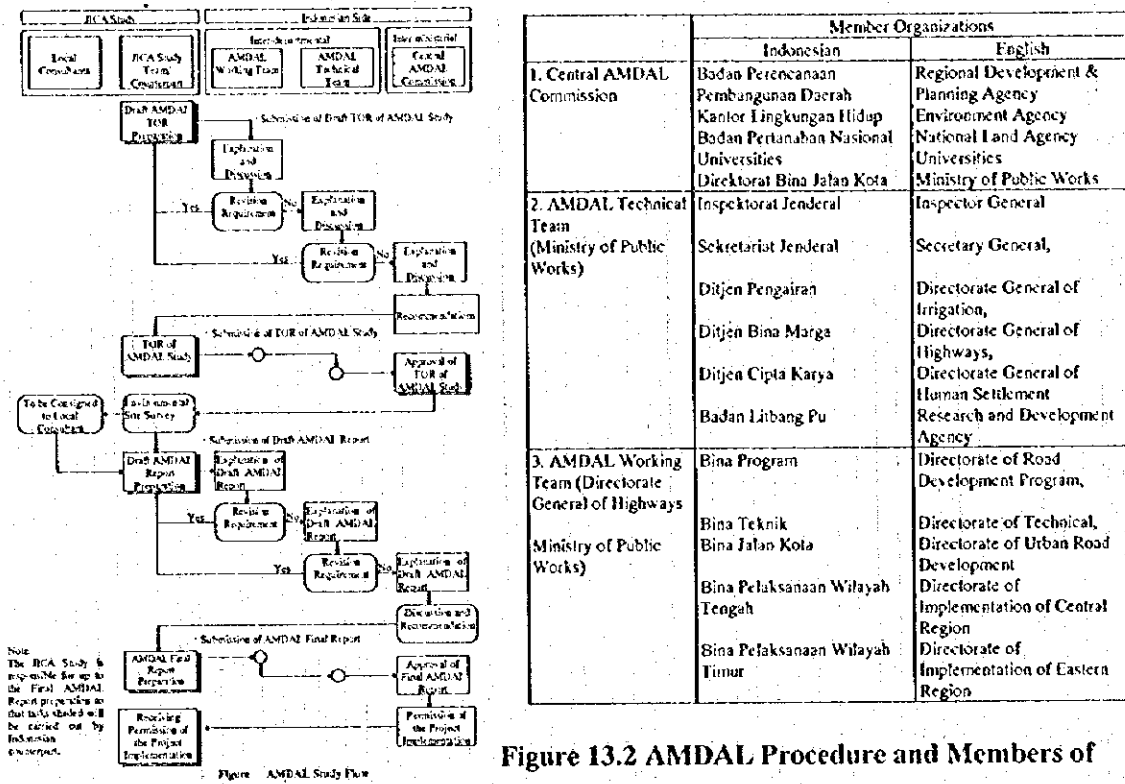 JICA Study
Indonesian Side
Local
Consultants
JICA Study
Team/
Counterpart
Inter-departmental
AMDAL
Working Team
AMDAL
Technical
Team
Inter-ministerial
Central
AMDAL
Commission
Draft AMDAL
TOR
Preparation
· Submission of Draft TOR of AMDAL Study
Explanation
and
Discussion
Yes
Revision
Requirement
No
Explanation
and
Discussion
Yes
Revision
Requirement
No
Explanation
and
Discussion
Recommendations
· Submission of TOR of AMDAL Study
TOR of
AMDAL Study
Approval of
TOR of
AMDAL Study
To be Consigned
to Local
Consultant
Environmental
Site Survey
· Submission of Draft AMDAL Report
Draft AMDAL
Report
Preparation
Explanation of
Draft AMDAL
Report
Yes
Revision
Requirement
No
Explanation of
Draft AMDAL
Report
Yes
Revision
Requirement
No
Explanation of
Draft AMDAL
Report
Discussion and
Recommendation
· Submission of AMDAL Final Report
AMDAL Final
Report
Preparation
Approval of
Final AMDAL
Report
Receiving
Permission of
the Project
Implementation
Permission of
the Project
Implementation
Note
The JICA Study is
responsible for up to
the Final AMDAL
Report preparation so
that tasks shaded will
be carried out by
Indonesian
counterpart.
Figure AMDAL Study Flow
Member Organizations
Indonesian English
1. Central AMDAL Badan Perencanaan Regional Development &
Commission Pembangunan Daerah Planning Agency
Kantor Lingkungan Hidup Environment Agency
Badan Pertanahan Nasional National Land Agency
Universities Universities
Direktorat Bina Jalan Kota Ministry of Public Works
2. AMDAL Technical Inspektorat Jenderal Inspector General
Team
(Ministry of Public Sekretariat Jenderal Secretary General,
Works)
Ditjen Pengairan Directorate General of
Irrigation,
Ditjen Bina Marga Directorate General of
Highways,
Ditjen Cipta Karya Directorate General of
Human Settlement
Badan Litbang Pu Research and Development
Agency
3. AMDAL Working Bina Program Directorate of Road
Team (Directorate Development Program,
General of Highways
Bina Teknik Directorate of Technical,
Ministry of Public Bina Jalan Kota Directorate of Urban Road
Works) Development
Bina Pelaksanaan Wilayah Directorate of
Tengah Implementation of Central
Region
Bina Pelaksanaan Wilayah Directorate of
Timur Implementation of Eastern
Region
Figure 13.2 AMDAL Procedure and Members of